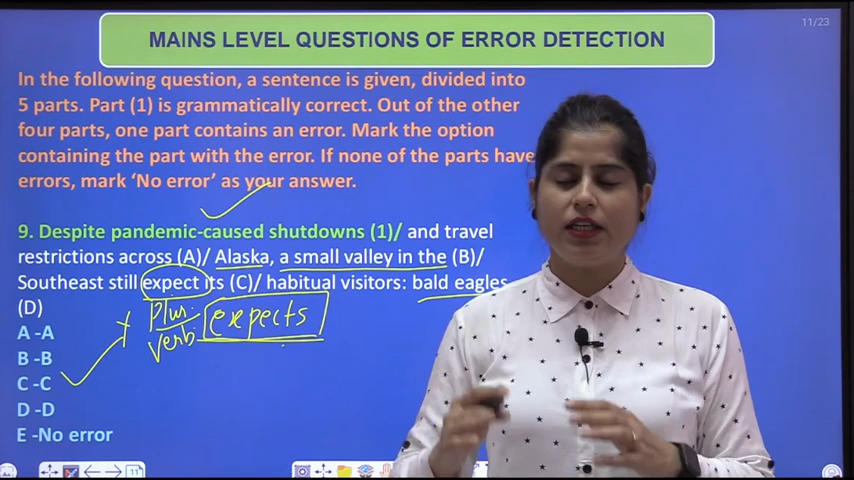 11/23
MAINS LEVEL QUESTIONS OF ERROR DETECTION
In the following question, a sentence is given, divided into
5 parts. Part (1) is grammatically correct. Out of the other
four parts, one part contains an error. Mark the option
containing the part with the error. If none of the parts have
errors, mark ‘No error’ as your answer.
9. Despite pandemic-caused shutdowns (1)/ and travel
restrictions across (A)/ Alaska, a small valley in the (B)/
Southeast still expect its (C)/ habitual visitors: bald eagles
(D)
Plu. expects
verb
A -A
B -B
C -C
D -D
E -No error
11